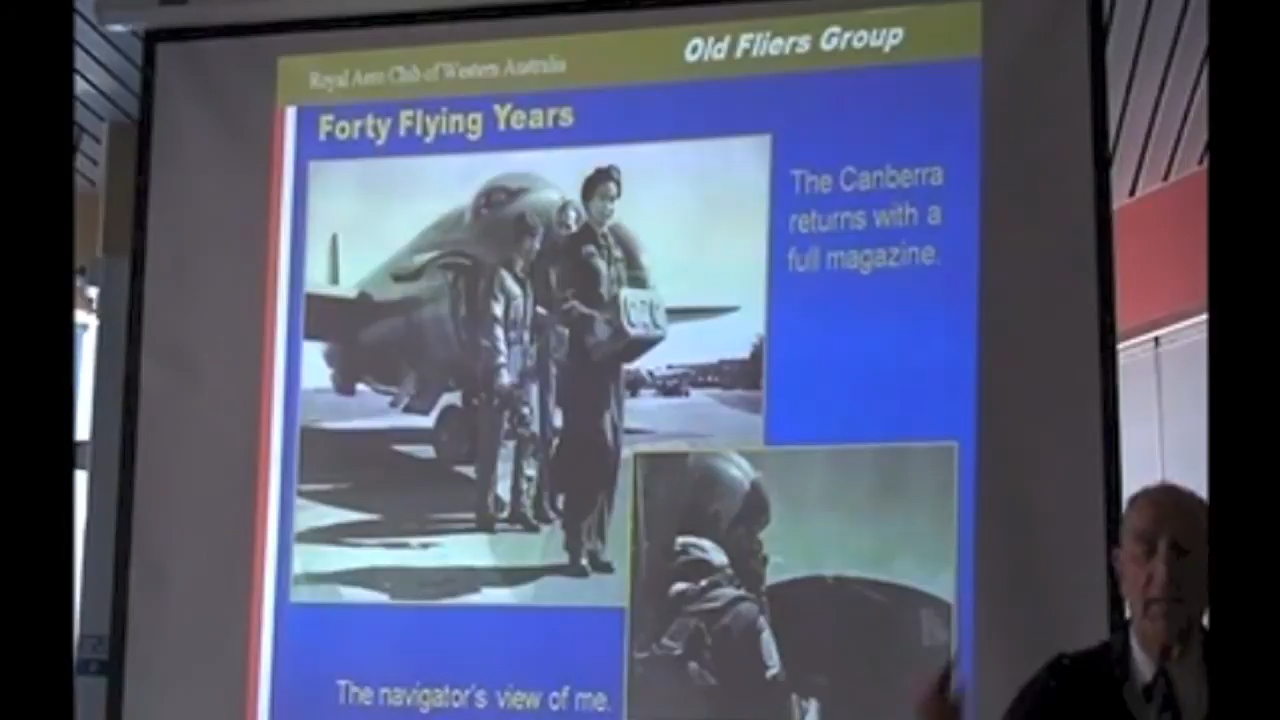 Old Fliers Group
Royal Aero Club of Western Australia
Forty Flying Years
The Canberra
returns with a
full magazine.
The navigator's view of me.